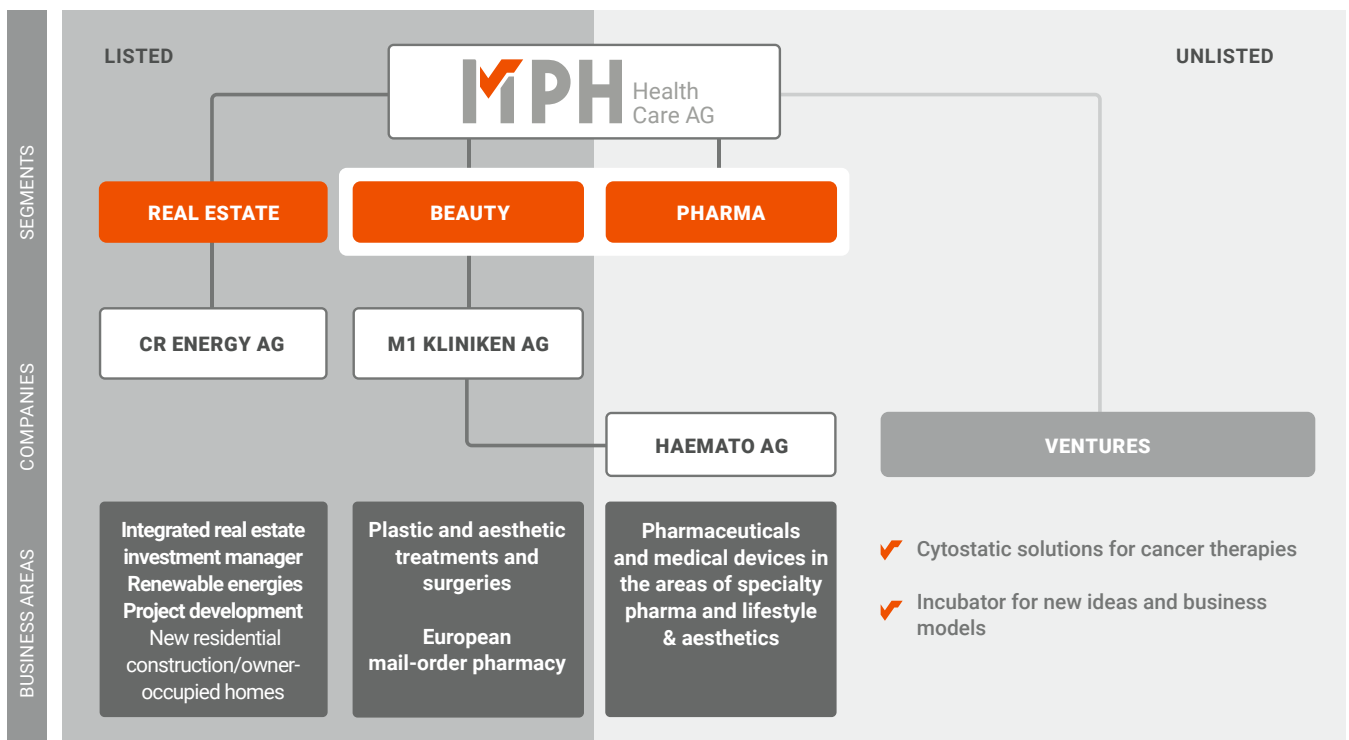 LISTED
UNLISTED
MPH Health
Care AG
SEGMENTS
REAL ESTATE
BEAUTY
PHARMA
COMPANIES
CR ENERGY AG
M1 KLINIKEN AG
HAEMATO AG
VENTURES
BUSINESS AREAS
Integrated real estate
investment manager
Renewable energies
Project development
New residential
construction/owner-
occupied homes
Plastic and aesthetic
treatments and
surgeries
European
mail-order pharmacy
Pharmaceuticals
and medical devices in
the areas of specialty
pharma and lifestyle
& aesthetics
Cytostatic solutions for cancer therapies
Incubator for new ideas and business
models